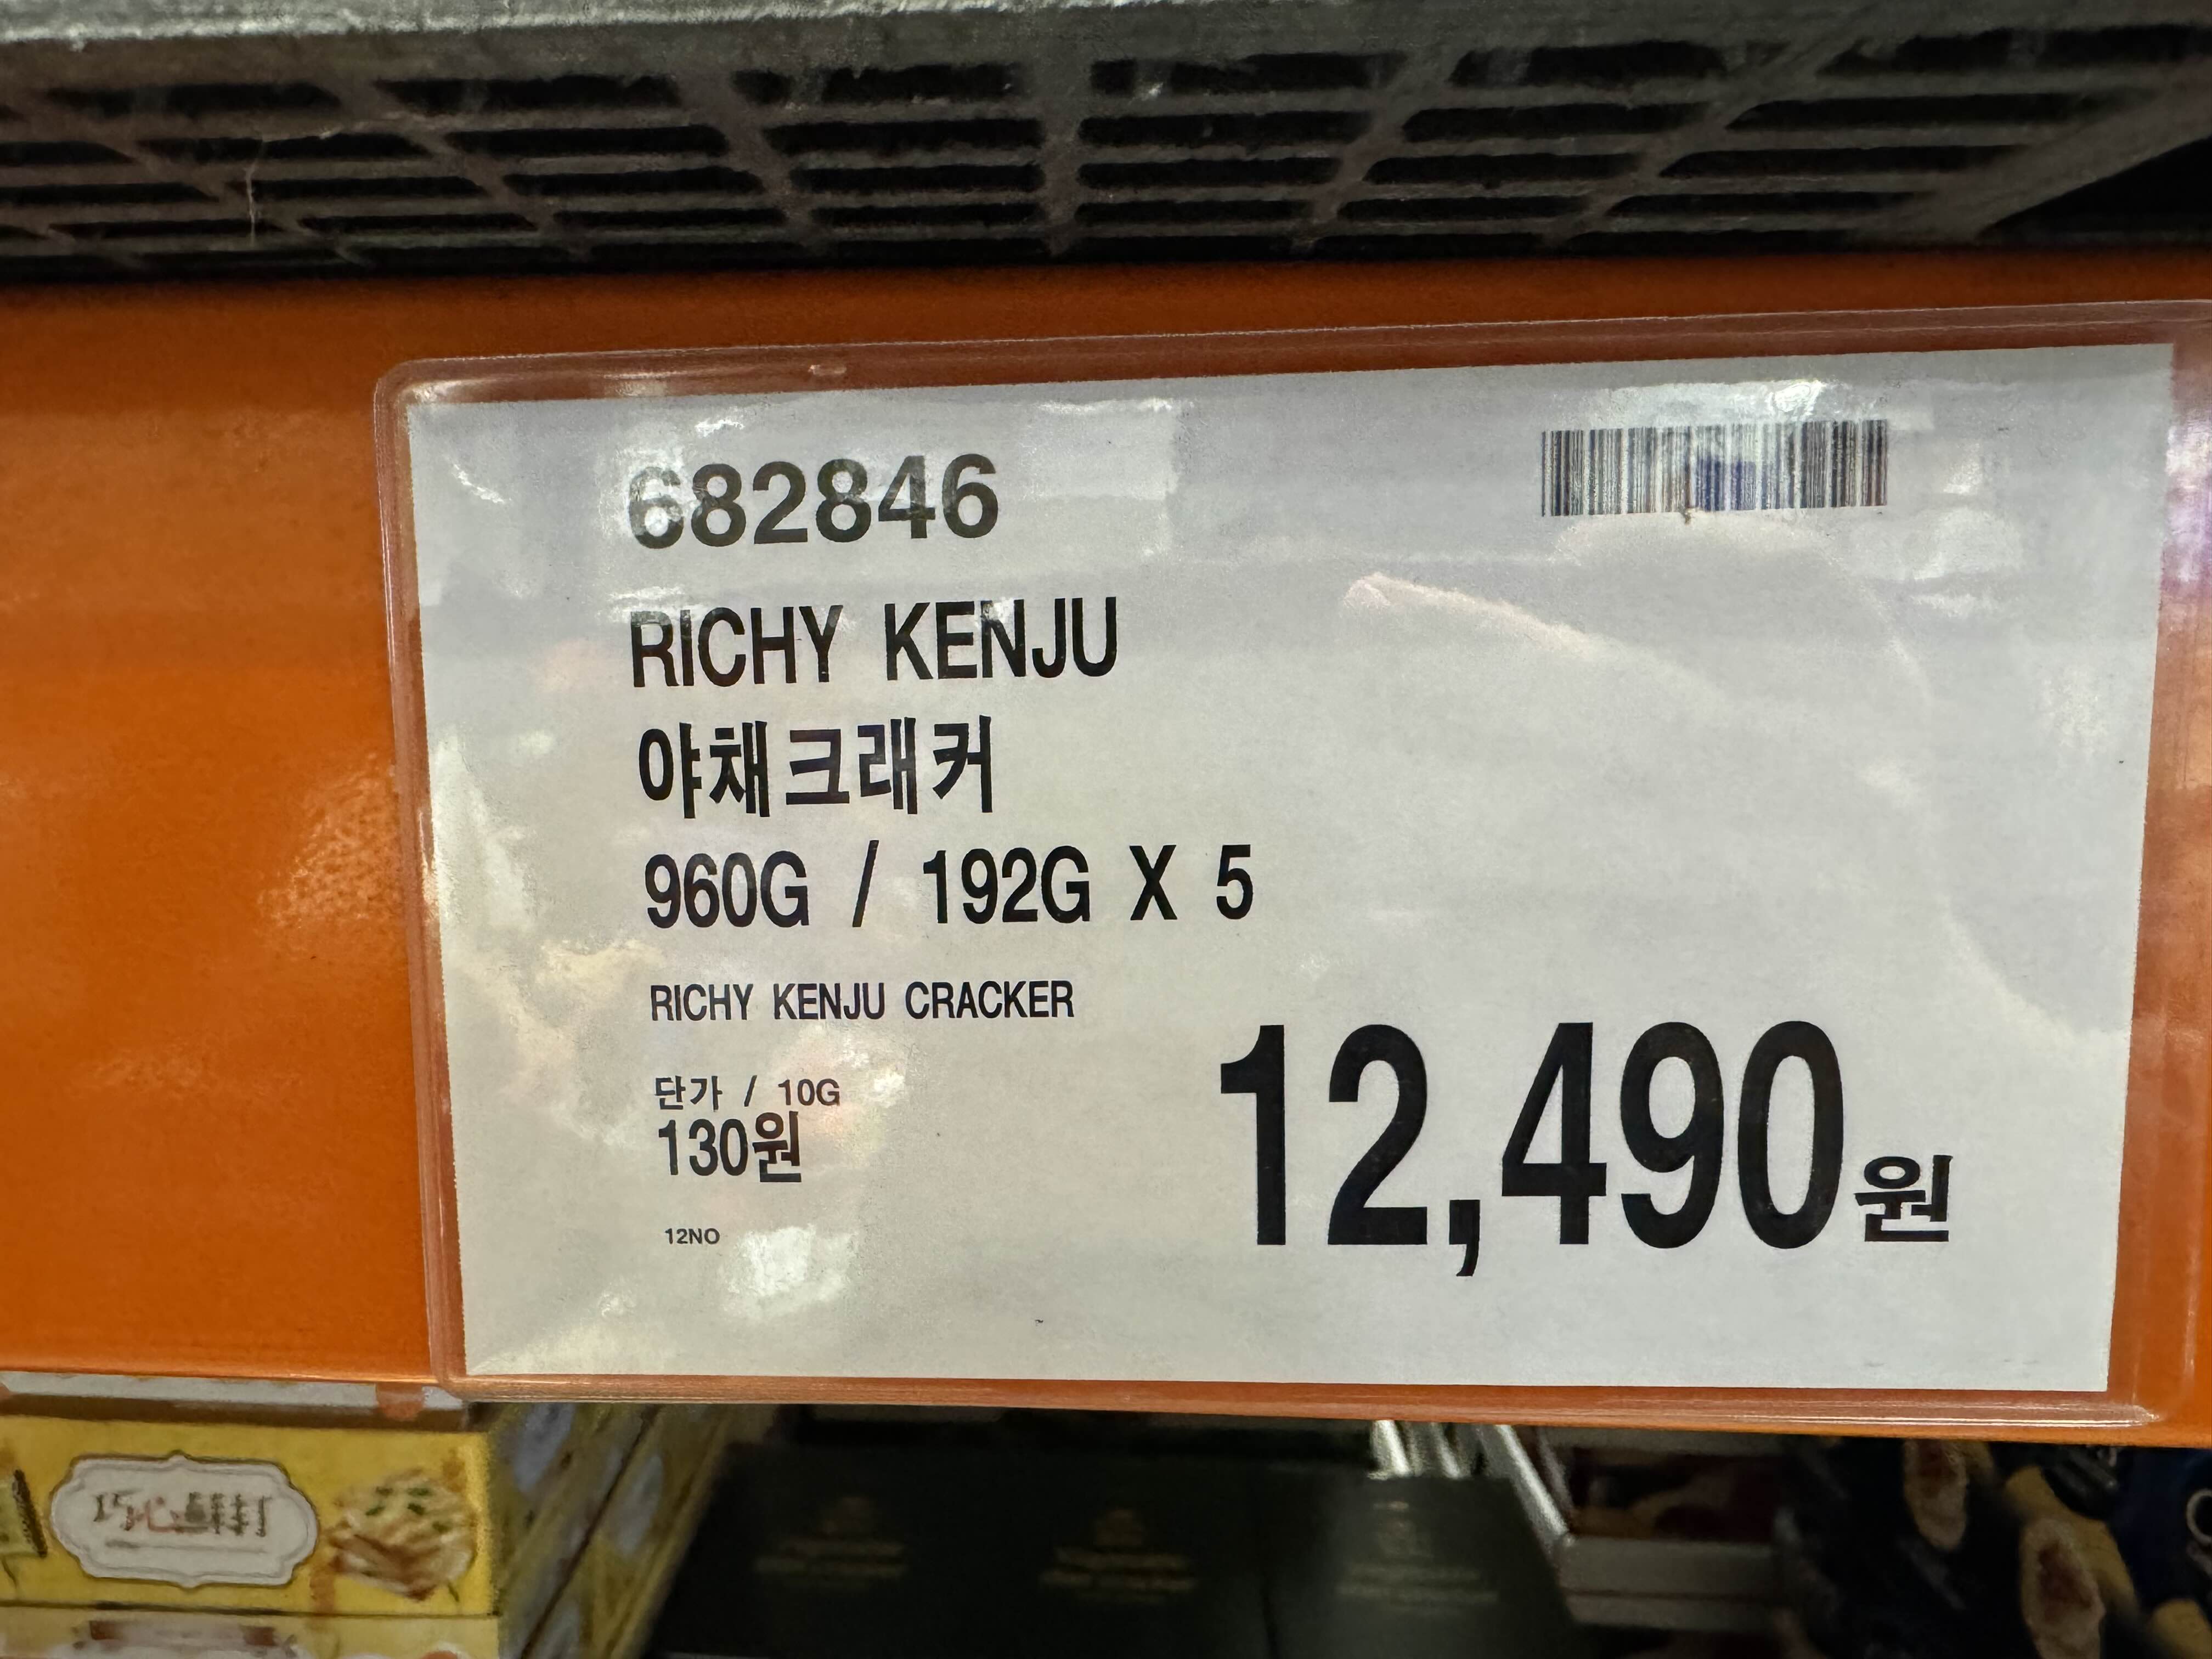 682846
RICHY KENJU
야채크래커
960G / 192G X 5
RICHY KENJU CRACKER
단가 / 10G
130원
12,490원
12NO